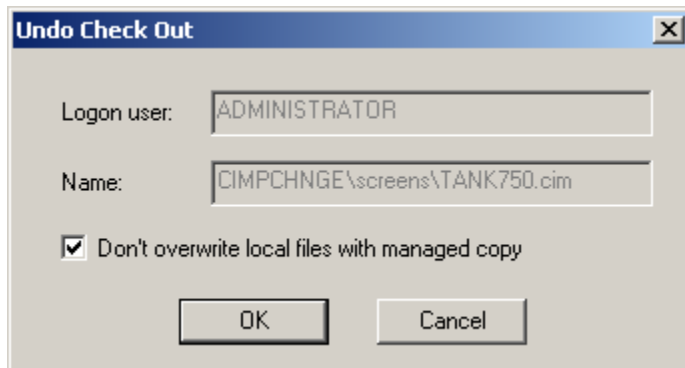 Undo Check Out
Logon user: ADMINISTRATOR
Name: CIMPCHNGE\screens\TANK750.cim
Don't overwrite local files with managed copy
OK Cancel